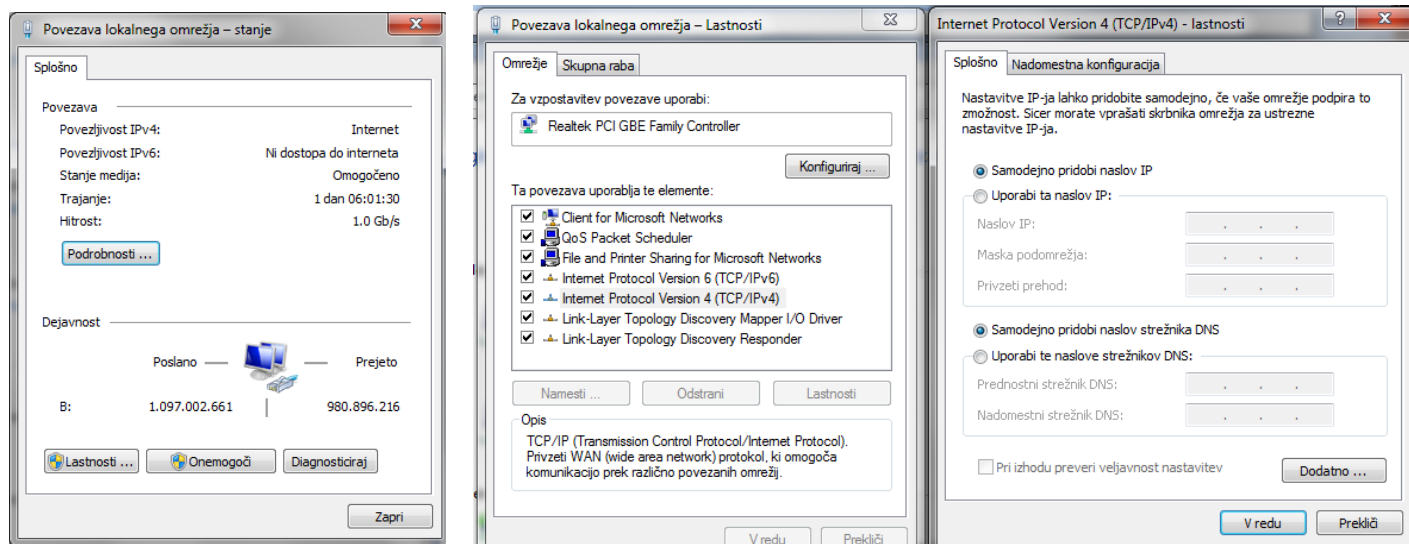 Povezava lokalnega omrežja – stanje
Splošno
Povezava
Povezljivost IPv4: Internet
Povezljivost IPv6: Ni dostopa do interneta
Stanje medija: Omogočeno
Trajanje: 1 dan 06:01:30
Hitrost: 1.0 Gb/s
Podrobnosti ...
Dejavnost
Poslano Prejeto
B: 1.097.002.661 980.896.216
Lastnosti ... Onemogoči Diagnosticiraj
Zapri
Povezava lokalnega omrežja – Lastnosti
Omrežje Skupna raba
Za vzpostavitev povezave uporabi:
Realtek PCI GBE Family Controller
Konfiguriraj ...
Ta povezava uporablja te elemente:
Client for Microsoft Networks
QoS Packet Scheduler
File and Printer Sharing for Microsoft Networks
Internet Protocol Version 6 (TCP/IPv6)
Internet Protocol Version 4 (TCP/IPv4)
Link-Layer Topology Discovery Mapper I/O Driver
Link-Layer Topology Discovery Responder
Namesti ... Odstrani Lastnosti
Opis
TCP/IP (Transmission Control Protocol/Internet Protocol).
Privzeti WAN (wide area network) protokol, ki omogoča
komunikacijo prek različno povezanih omrežij.
V redu Prekliči
Internet Protocol Version 4 (TCP/IPv4) - lastnosti
Splošno Nadomestna konfiguracija
Nastavitve IP-ja lahko pridobite samodejno, če vaše omrežje podpira to
zmožnost. Sicer morate vprašati skrbnika omrežja za ustrezne
nastavitve IP-ja.
Samodejno pridobi naslov IP
Uporabi ta naslov IP:
Naslov IP:
Maska podomrežja:
Privzeti prehod:
Samodejno pridobi naslov strežnika DNS
Uporabi te naslove strežnikov DNS:
Prednostni strežnik DNS:
Nadomestni strežnik DNS:
Pri izhodu preveri veljavnost nastavitev
Dodatno ...
V redu Prekliči